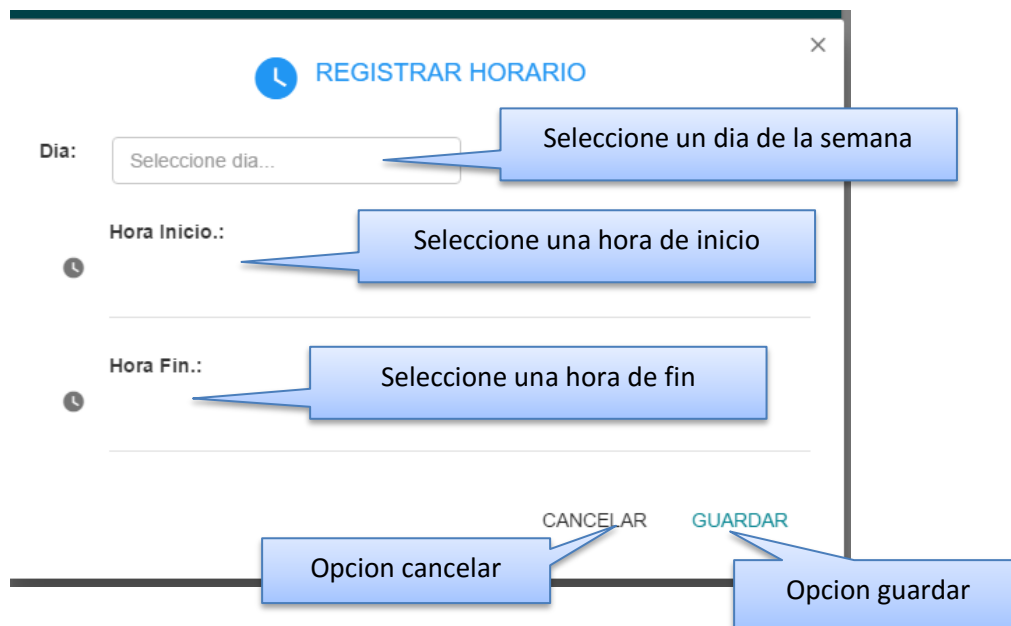 ×
REGISTRAR HORARIO
Seleccione un dia de la semana
Dia:
Seleccione dia...
Hora Inicio.:
Seleccione una hora de inicio
Hora Fin.:
Seleccione una hora de fin
CANCELAR GUARDAR
Opcion cancelar
Opcion guardar